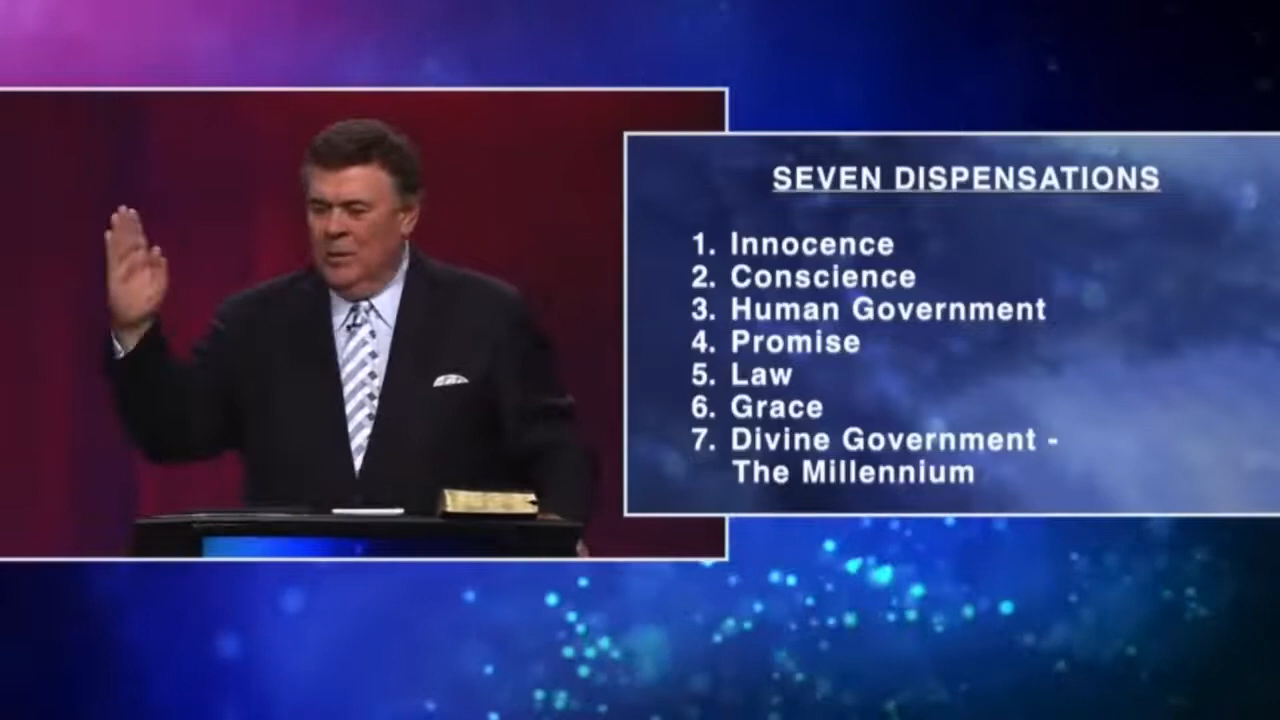 SEVEN DISPENSATIONS
1. Innocence
2. Conscience
3. Human Government
4. Promise
5. Law
6. Grace
7. Divine Government -
The Millennium